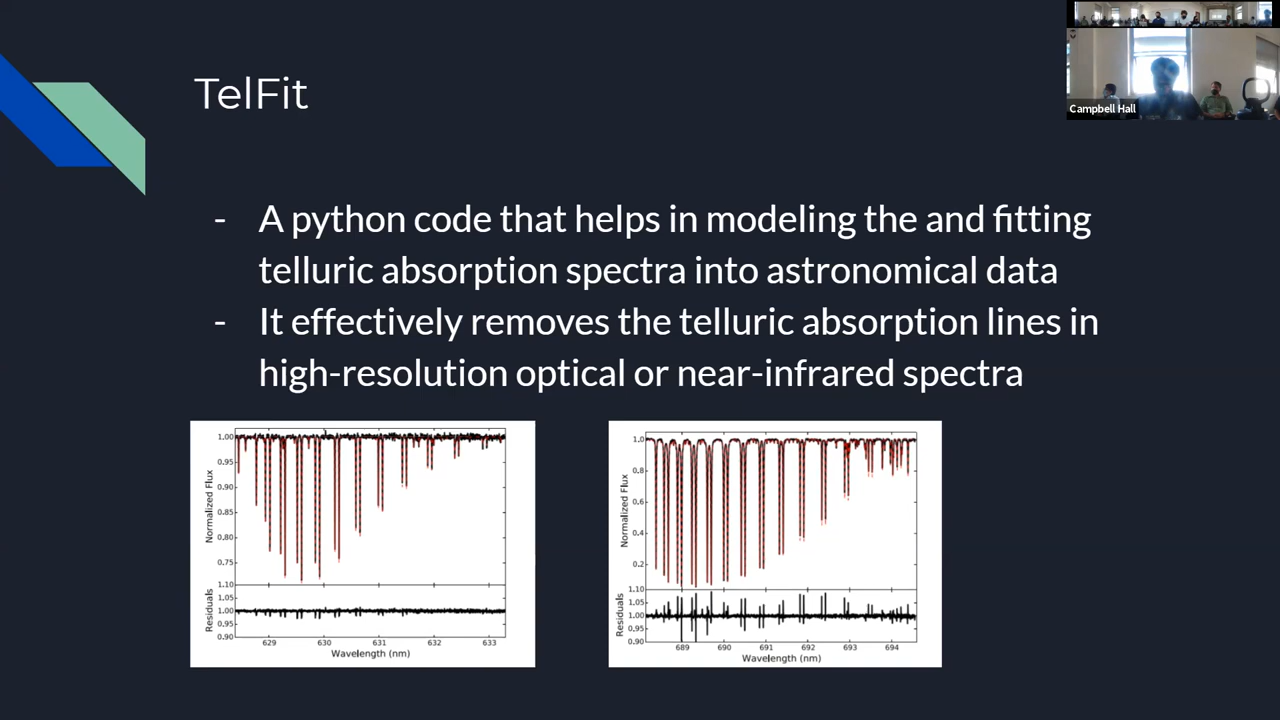 TelFit
Campbell Hall
- A python code that helps in modeling the and fitting
telluric absorption spectra into astronomical data
- It effectively removes the telluric absorption lines in
high-resolution optical or near-infrared spectra
1.00
0.95
0.90
0.85
0.80
0.75
Normalized Flux
1.10
1.05
1.00
0.95
0.90
Residuals
629 630 631 632 633
Wavelength (nm)
1.0
0.8
0.6
0.4
0.2
Normalized Flux
1.10
1.05
1.00
0.95
0.90
Residuals
689 690 691 692 693 694
Wavelength (nm)